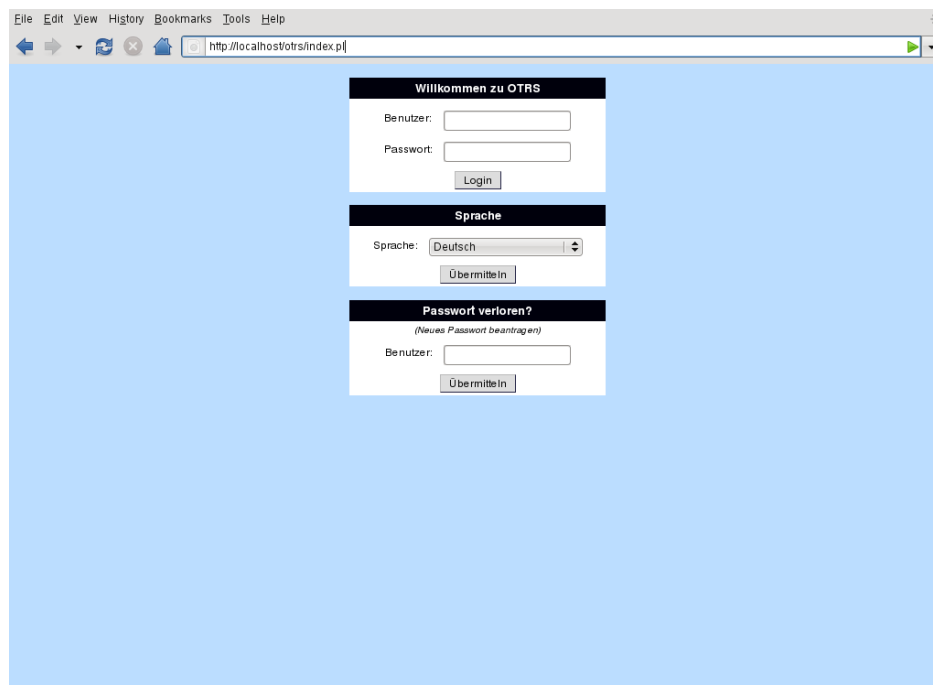 File Edit View History Bookmarks Tools Help
http://localhost/otrs/index.pl
Willkommen zu OTRS
Benutzer:
Passwort:
Login
Sprache
Sprache: Deutsch
Übermitteln
Passwort verloren?
(Neues Passwort beantragen)
Benutzer:
Übermitteln